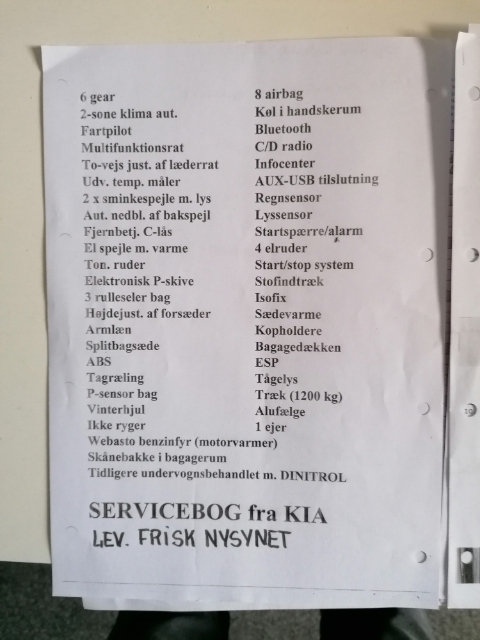 6 gear 8 airbag
2-sone klima aut. Køl i handskerum
Fartpilot Bluetooth
Multifunktionsrat C/D radio
To-vejs just. af læderrat Infocenter
Udv. temp. måler AUX-USB tilslutning
2 x sminkespejle m. lys Regnsensor
Aut. nedbl. af bakspejl Lyssensor
Fjernbetj. C-lås Startspærre/alarm
El spejle m. varme 4 elruder
Ton. ruder Start/stop system
Elektronisk P-skive Stofindtræk
3 rulleseler bag Isofix
Højdejust. af forsæder Sædevarme
Armlæn Kopholdere
Splitbagsæde Bagagedækken
ABS ESP
Tagræling Tågelys
P-sensor bag Træk (1200 kg)
Vinterhjul Alufælge
Ikke ryger 1 ejer
Webasto benzinfyr (motorvarmer)
Skånebakke i bagagerum
Tidligere undervognsbehandlet m. DINITROL
SERVICEBOG fra KIA
LEV. FRISK NYSYNET